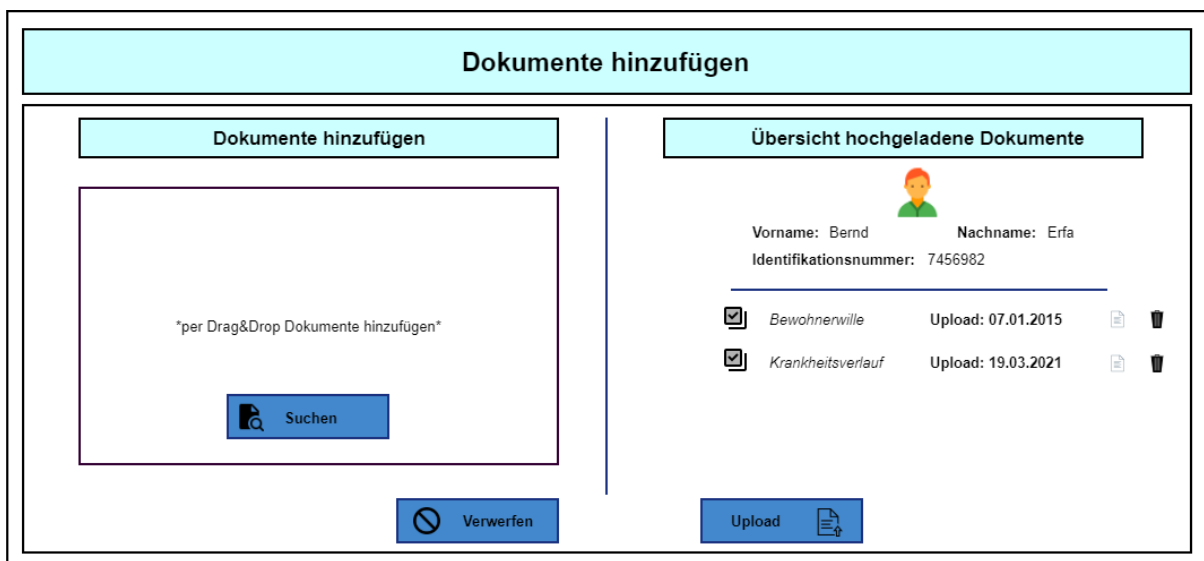 Dokumente hinzufügen
Dokumente hinzufügen
*per Drag&Drop Dokumente hinzufügen*
Suchen
Verwerfen
Übersicht hochgeladene Dokumente
Vorname: Bernd Nachname: Erfa
Identifikationsnummer: 7456982
Bewohnerwille Upload: 07.01.2015
Krankheitsverlauf Upload: 19.03.2021
Upload